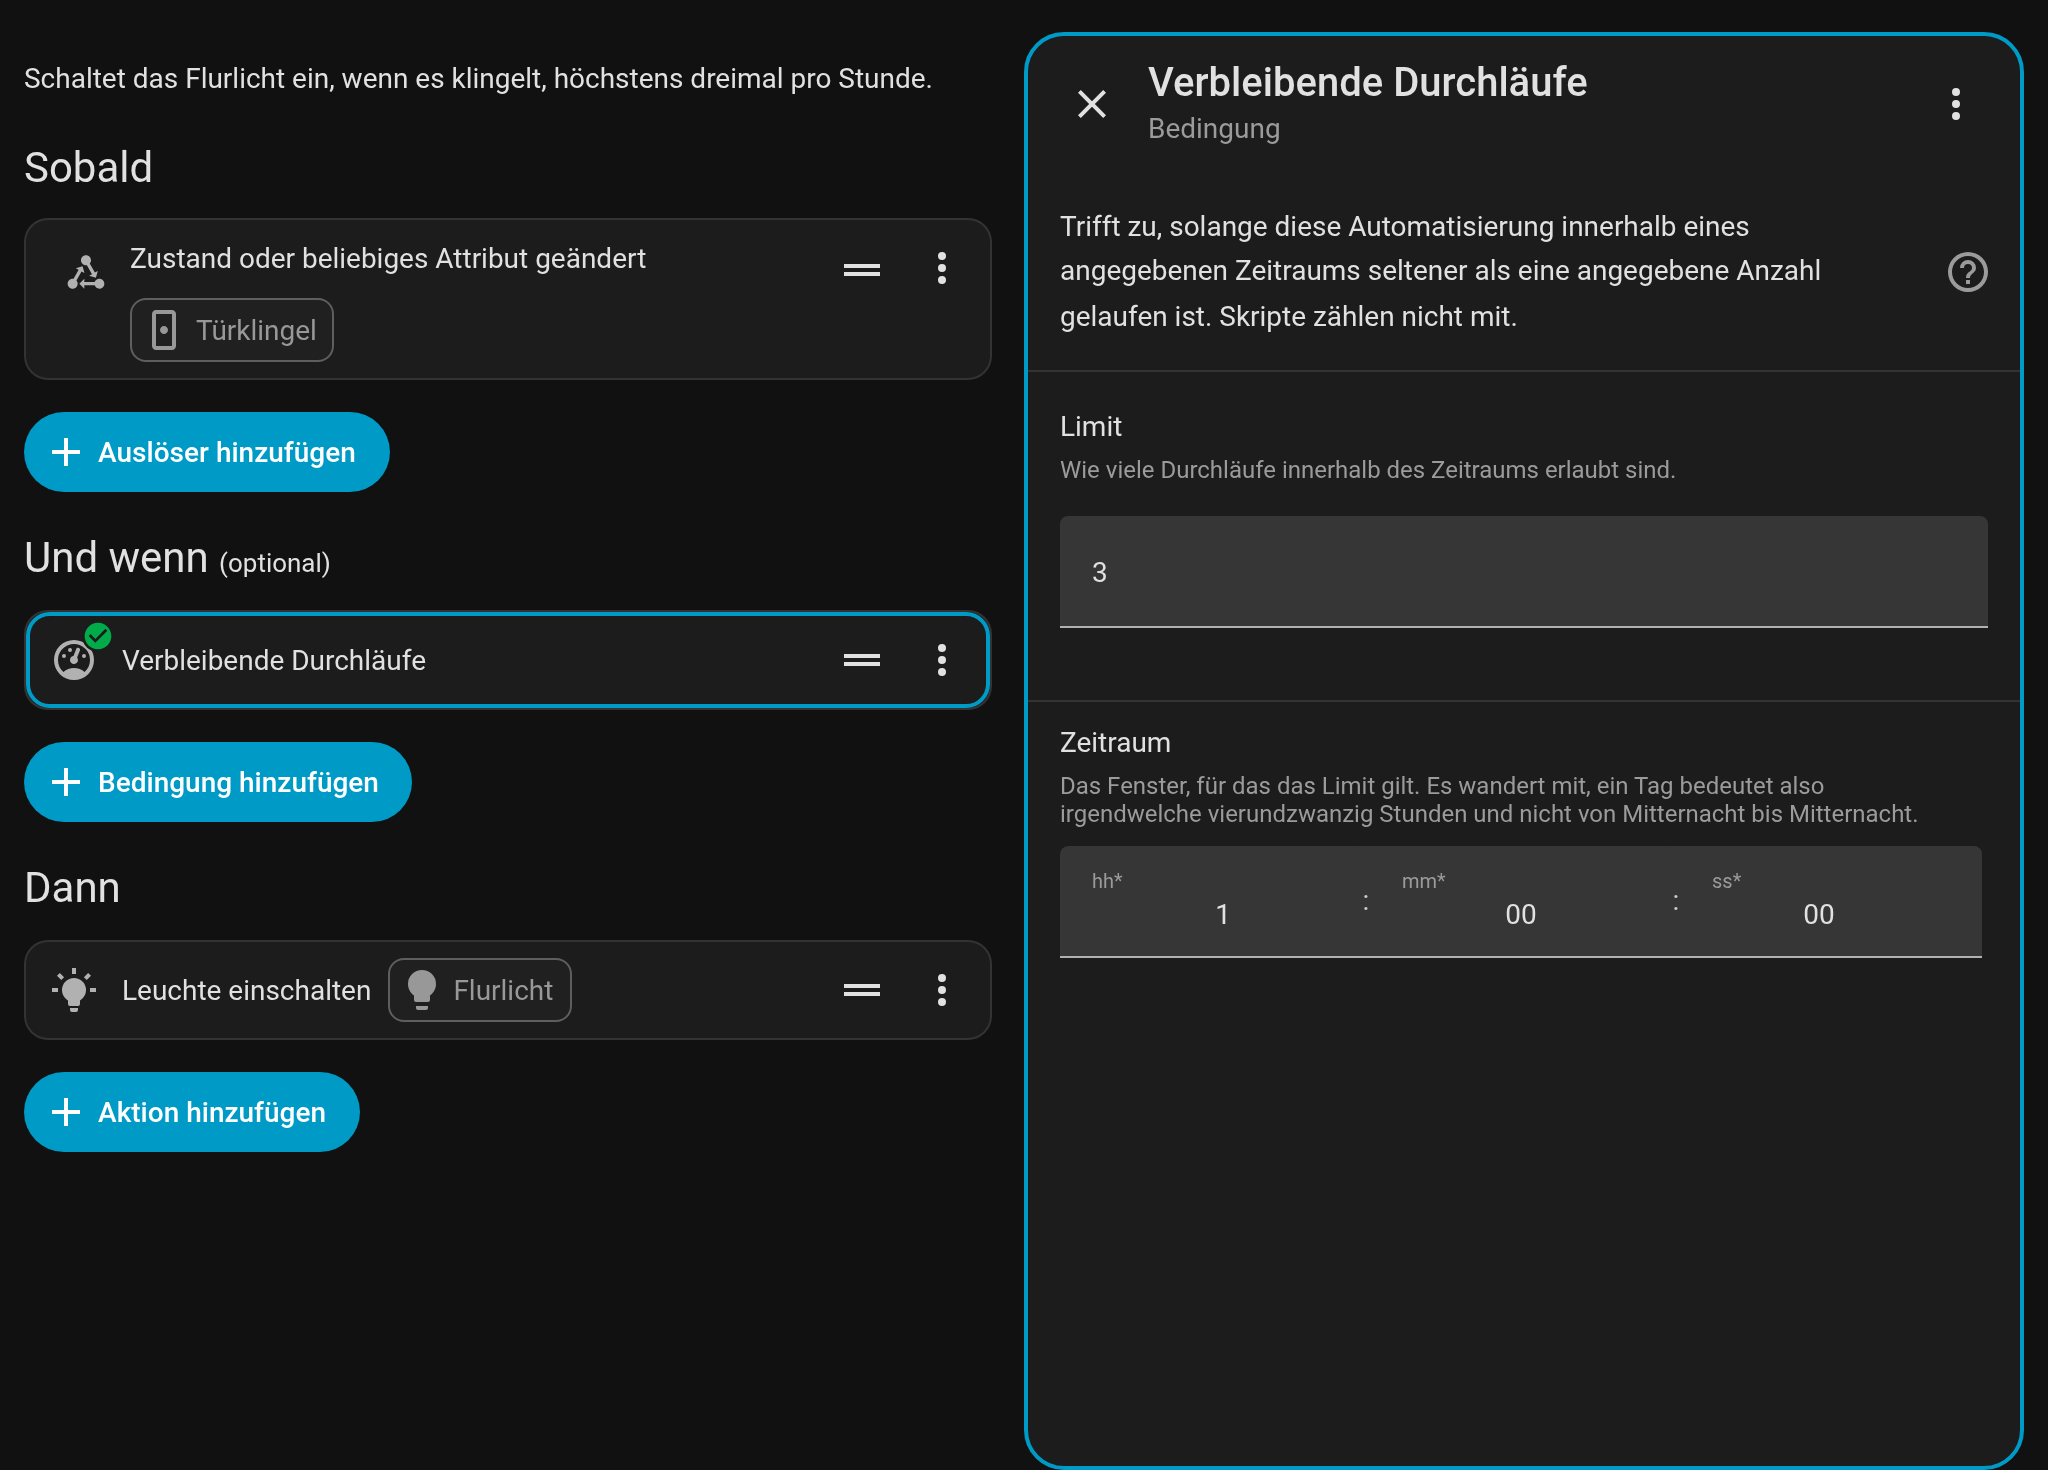 Schaltet das Flurlicht ein, wenn es klingelt, höchstens dreimal pro Stunde.
Sobald
Zustand oder beliebiges Attribut geändert
Türklingel
Auslöser hinzufügen
Und wenn (optional)
Verbleibende Durchläufe
Bedingung hinzufügen
Dann
Leuchte einschalten Flurlicht
Aktion hinzufügen
Verbleibende Durchläufe
Bedingung
Trifft zu, solange diese Automatisierung innerhalb eines
angegebenen Zeitraums seltener als eine angegebene Anzahl
gelaufen ist. Skripte zählen nicht mit.
Limit
Wie viele Durchläufe innerhalb des Zeitraums erlaubt sind.
3
Zeitraum
Das Fenster, für das das Limit gilt. Es wandert mit, ein Tag bedeutet also
irgendwelche vierundzwanzig Stunden und nicht von Mitternacht bis Mitternacht.
hh* mm* ss*
1 : 00 : 00